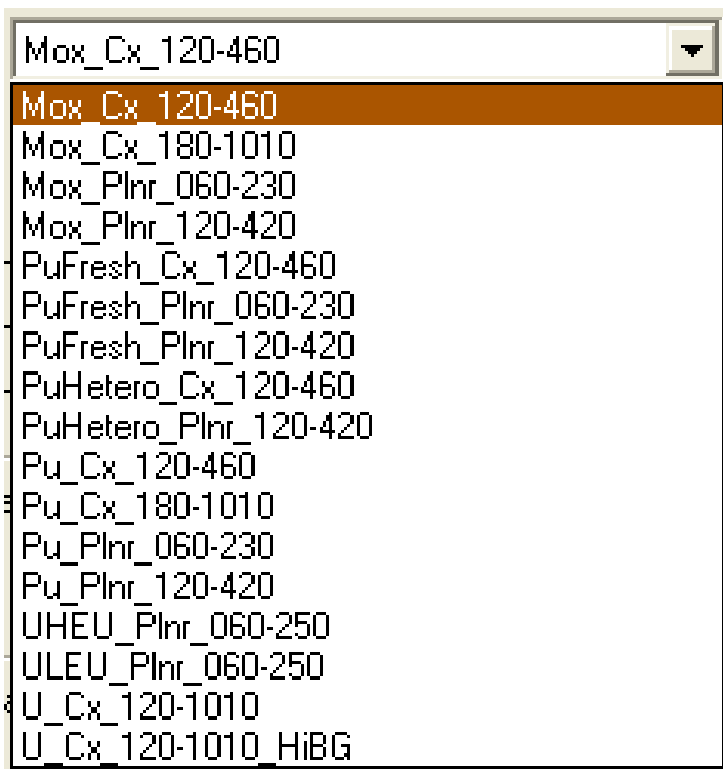 Mox_Cx_120-460
Mox_Cx_120-460
Mox_Cx_180-1010
Mox_Plnr_060-230
Mox_Plnr_120-420
PuFresh_Cx_120-460
PuFresh_Plnr_060-230
PuFresh_Plnr_120-420
PuHetero_Cx_120-460
PuHetero_Plnr_120-420
Pu_Cx_120-460
Pu_Cx_180-1010
Pu_Plnr_060-230
Pu_Plnr_120-420
UHEU_Plnr_060-250
ULEU_Plnr_060-250
U_Cx_120-1010
U_Cx_120-1010_HiBG